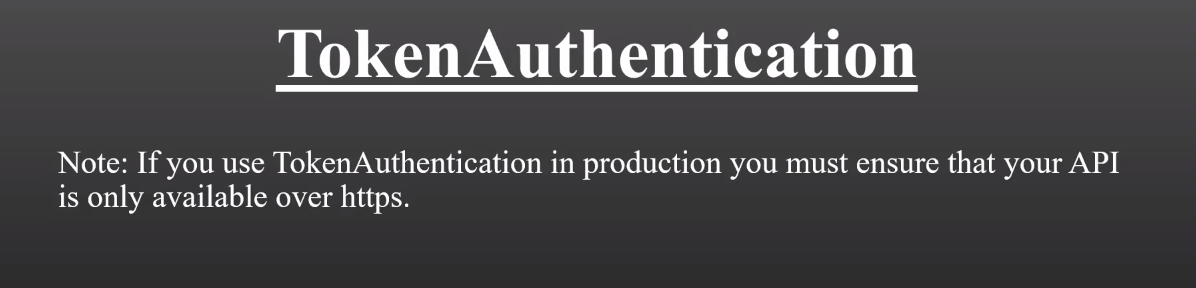 TokenAuthentication
Note: If you use TokenAuthentication in production you must ensure that your API
is only available over https.